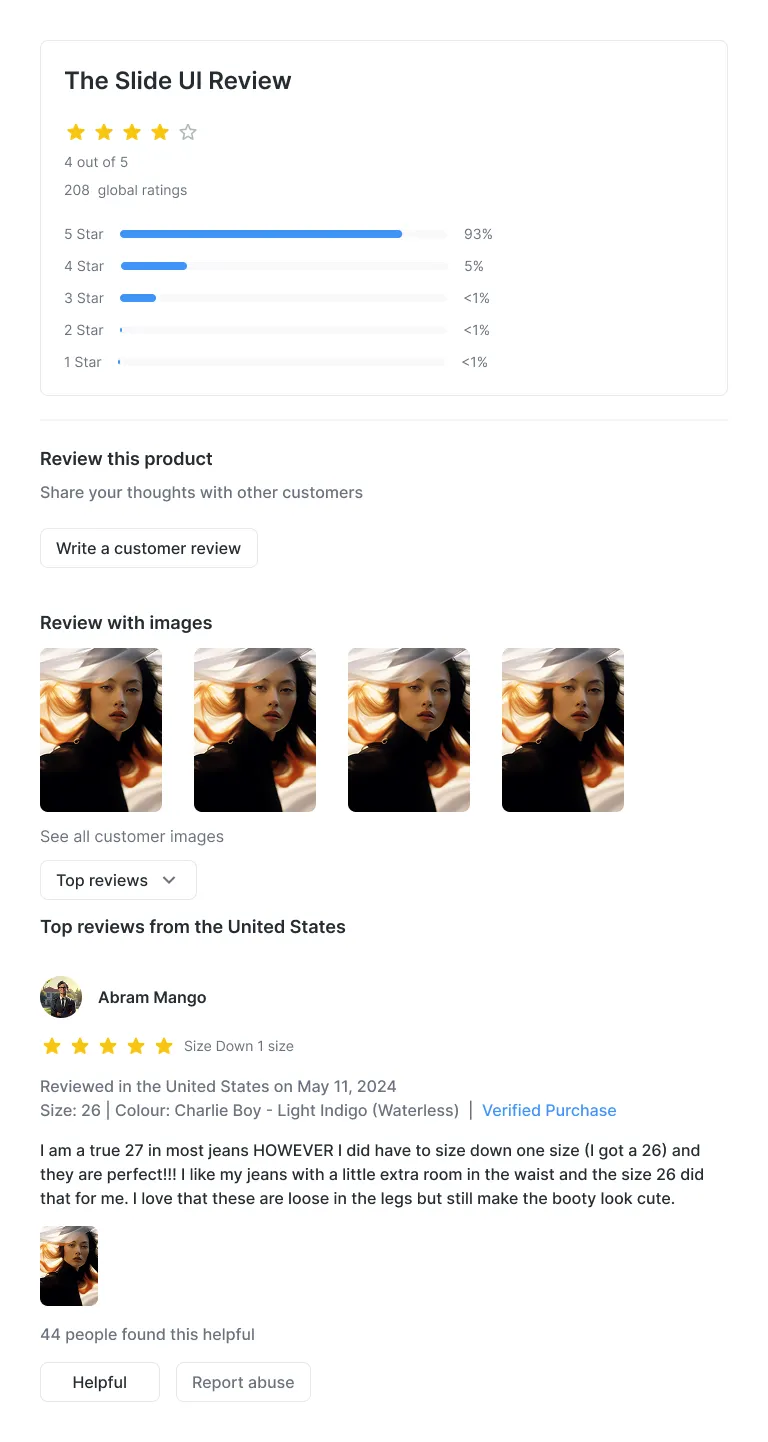 The Slide UI Review
4 out of 5
208 global ratings
5 Star 93%
4 Star 5%
3 Star <1%
2 Star <1%
1 Star <1%
Review this product
Share your thoughts with other customers
Write a customer review
Review with images
See all customer images
Top reviews
Top reviews from the United States
Abram Mango
Size Down 1 size
Reviewed in the United States on May 11, 2024
Size: 26 | Colour: Charlie Boy - Light Indigo (Waterless) | Verified Purchase
I am a true 27 in most jeans HOWEVER I did have to size down one size (I got a 26) and
they are perfect!!! I like my jeans with a little extra room in the waist and the size 26 did
that for me. I love that these are loose in the legs but still make the booty look cute.
44 people found this helpful
Helpful Report abuse